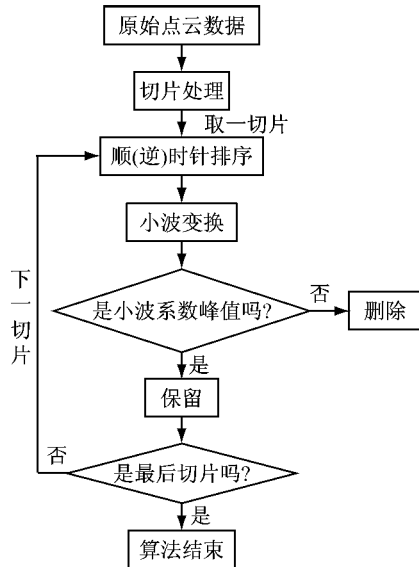 原始点云数据
切片处理
取一切片
顺(逆)时针排序
小波变换
是小波系数峰值吗?
否
删除
是
保留
下一切片
是最后切片吗?
否
是
算法结束